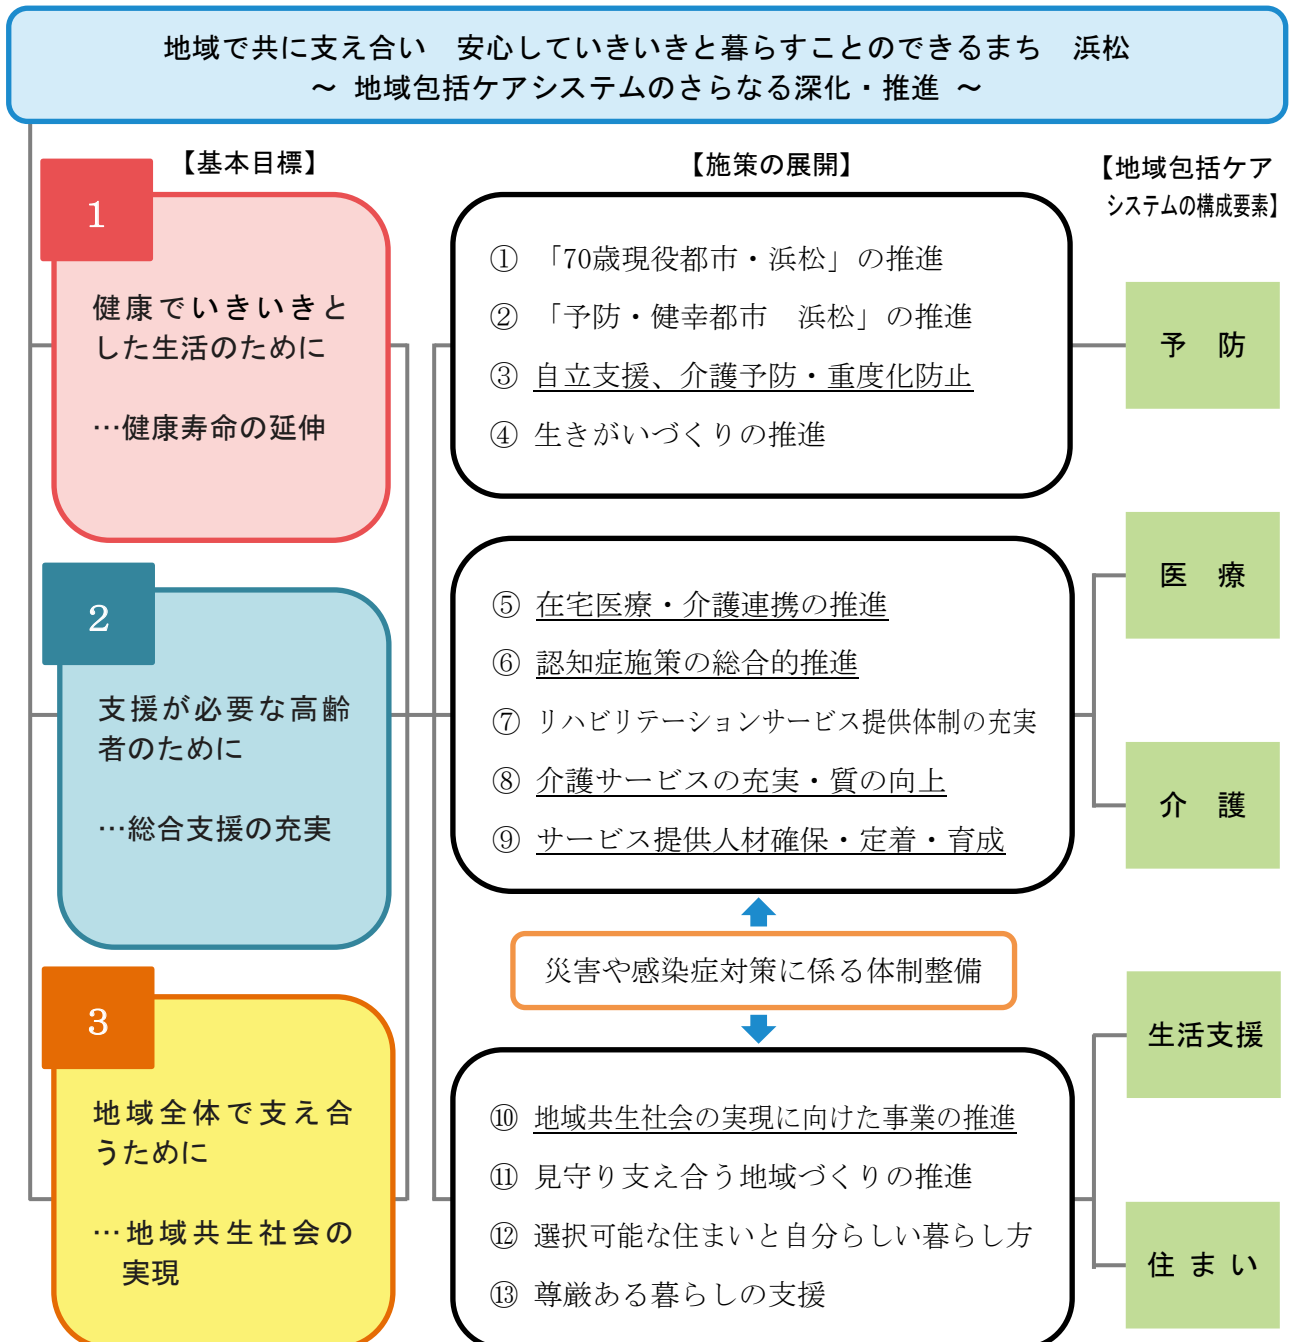 地域で共に支え合い　安心していきいきと暮らすことのできるまち　浜松
～ 地域包括ケアシステムのさらなる深化・推進 ～
【基本目標】
【施策の展開】
【地域包括ケア
システムの構成要素】
1
健康でいきいきと
した生活のために
…健康寿命の延伸
① 「70歳現役都市・浜松」の推進
② 「予防・健幸都市　浜松」の推進
③ 自立支援、介護予防・重度化防止
④ 生きがいづくりの推進
予　防
2
支援が必要な高齢
者のために
…総合支援の充実
⑤ 在宅医療・介護連携の推進
⑥ 認知症施策の総合的推進
⑦ リハビリテーションサービス提供体制の充実
⑧ 介護サービスの充実・質の向上
⑨ サービス提供人材確保・定着・育成
医　療
介　護
災害や感染症対策に係る体制整備
3
地域全体で支え合
うために
…地域共生社会の
実現
⑩ 地域共生社会の実現に向けた事業の推進
⑪ 見守り支え合う地域づくりの推進
⑫ 選択可能な住まいと自分らしい暮らし方
⑬ 尊厳ある暮らしの支援
生活支援
住 ま い